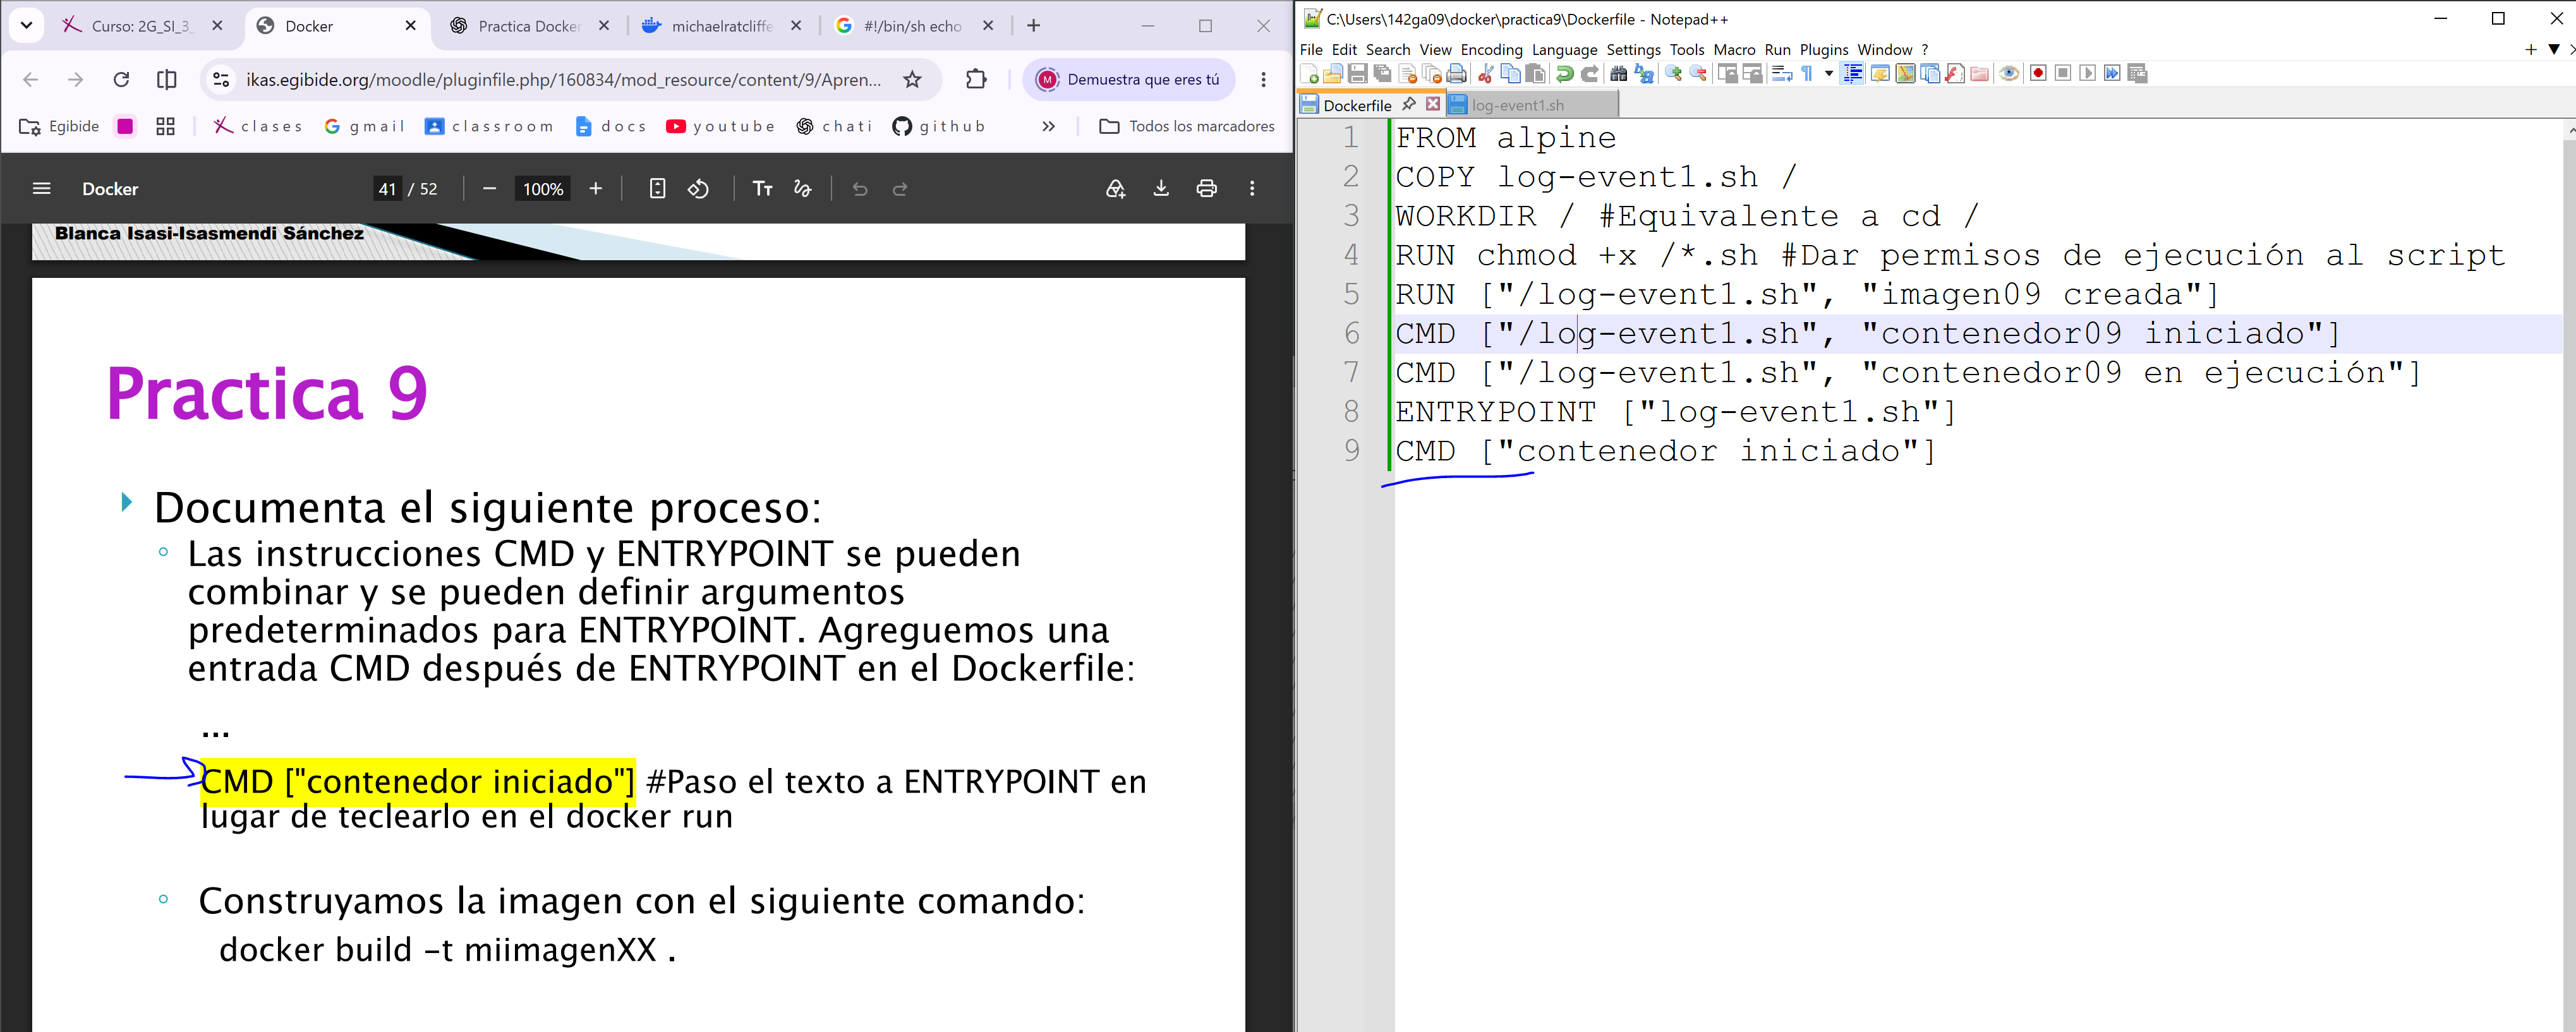 Curso: 2G_SI_3_
Docker
Practica Docker
michaelratcliffe
#!/bin/sh echo
ikas.egibide.org/moodle/pluginfile.php/160834/mod_resource/content/9/Apren...
M
Demuestra que eres tú
Egibide
clases
gmail
classroom
docs
youtube
chati
github
Todos los marcadores
Docker
41 / 52
100%
Blanca Isasi-Isasmendi Sánchez
Practica 9
Documenta el siguiente proceso:
Las instrucciones CMD y ENTRYPOINT se pueden
combinar y se pueden definir argumentos
predeterminados para ENTRYPOINT. Agreguemos una
entrada CMD después de ENTRYPOINT en el Dockerfile:
...
CMD ["contenedor iniciado"] #Paso el texto a ENTRYPOINT en
lugar de teclearlo en el docker run
Construyamos la imagen con el siguiente comando:
docker build -t miimagenXX .
C:\Users\142ga09\docker\practica9\Dockerfile - Notepad++
File Edit Search View Encoding Language Settings Tools Macro Run Plugins Window ?
Dockerfile
log-event1.sh
1 FROM alpine
2 COPY log-event1.sh /
3 WORKDIR / #Equivalente a cd /
4 RUN chmod +x /*.sh #Dar permisos de ejecución al script
5 RUN ["/log-event1.sh", "imagen09 creada"]
6 CMD ["/log-event1.sh", "contenedor09 iniciado"]
7 CMD ["/log-event1.sh", "contenedor09 en ejecución"]
8 ENTRYPOINT ["log-event1.sh"]
9 CMD ["contenedor iniciado"]